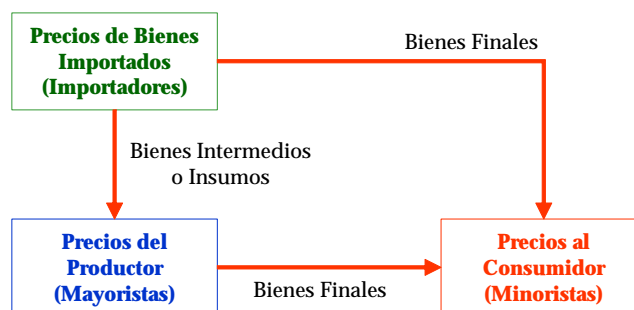 Precios de Bienes
Importados
(Importadores)
Bienes Finales
Bienes Intermedios
o Insumos
Precios del
Productor
(Mayoristas)
Bienes Finales
Precios al
Consumidor
(Minoristas)